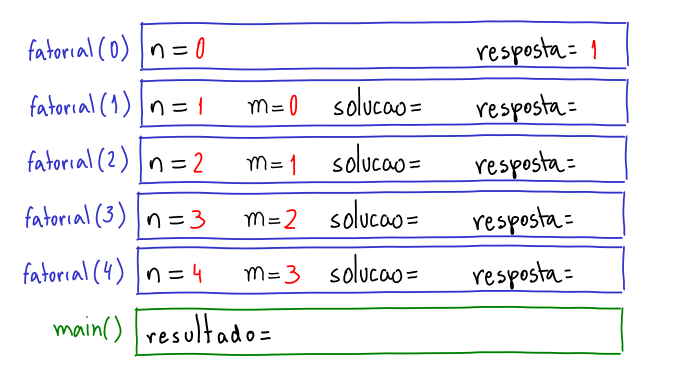 fatorial(0) n = 0 resposta= 1
fatorial(1) n = 1 m=0 solucao= resposta=
fatorial(2) n = 2 m=1 solucao= resposta=
fatorial(3) n = 3 m=2 solucao= resposta=
fatorial(4) n = 4 m=3 solucao= resposta=
main() resultado=